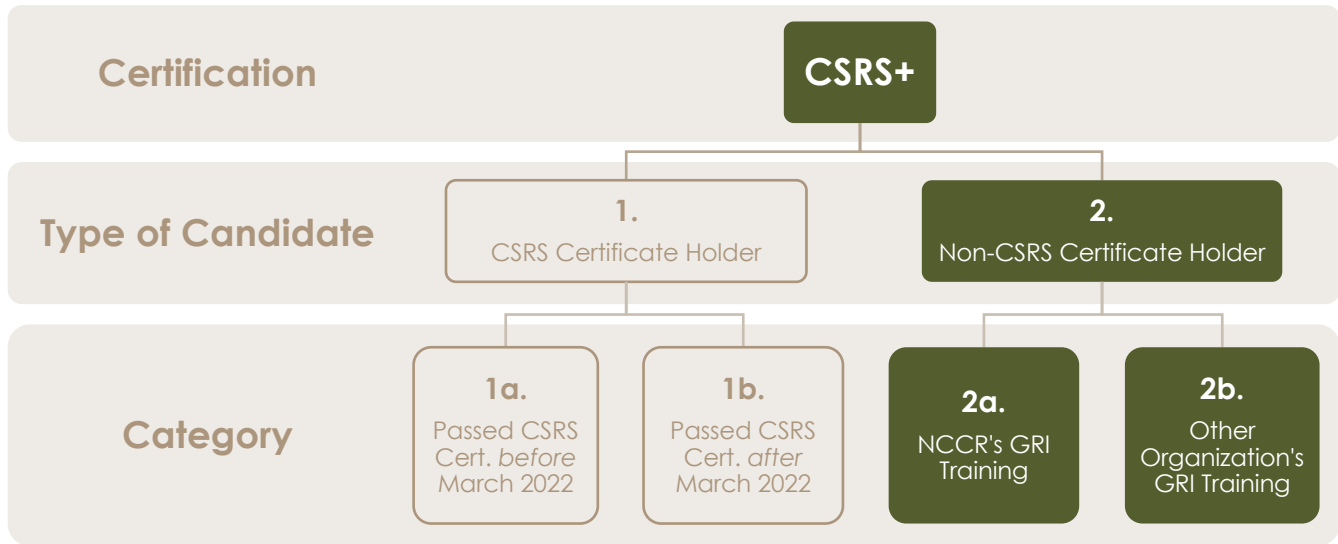 Certification
CSRS+
Type of Candidate
1.
CSRS Certificate Holder
2.
Non-CSRS Certificate Holder
Category
1a.
Passed CSRS
Cert. before
March 2022
1b.
Passed CSRS
Cert. after
March 2022
2a.
NCCR's GRI
Training
2b.
Other
Organization's
GRI Training